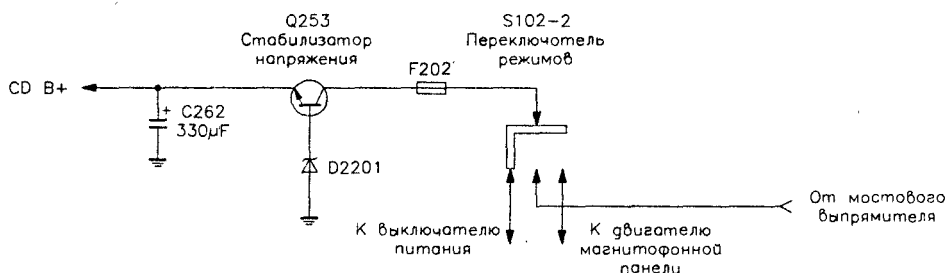 Q253
Стабилизатор
напряжения
S102-2
Переключотель
режимов
F202
CD B+
+ C262
330µF
D2201
К выключателю
питания
К двигателю
магнитофонной
панели
От мостового
выпрямителя